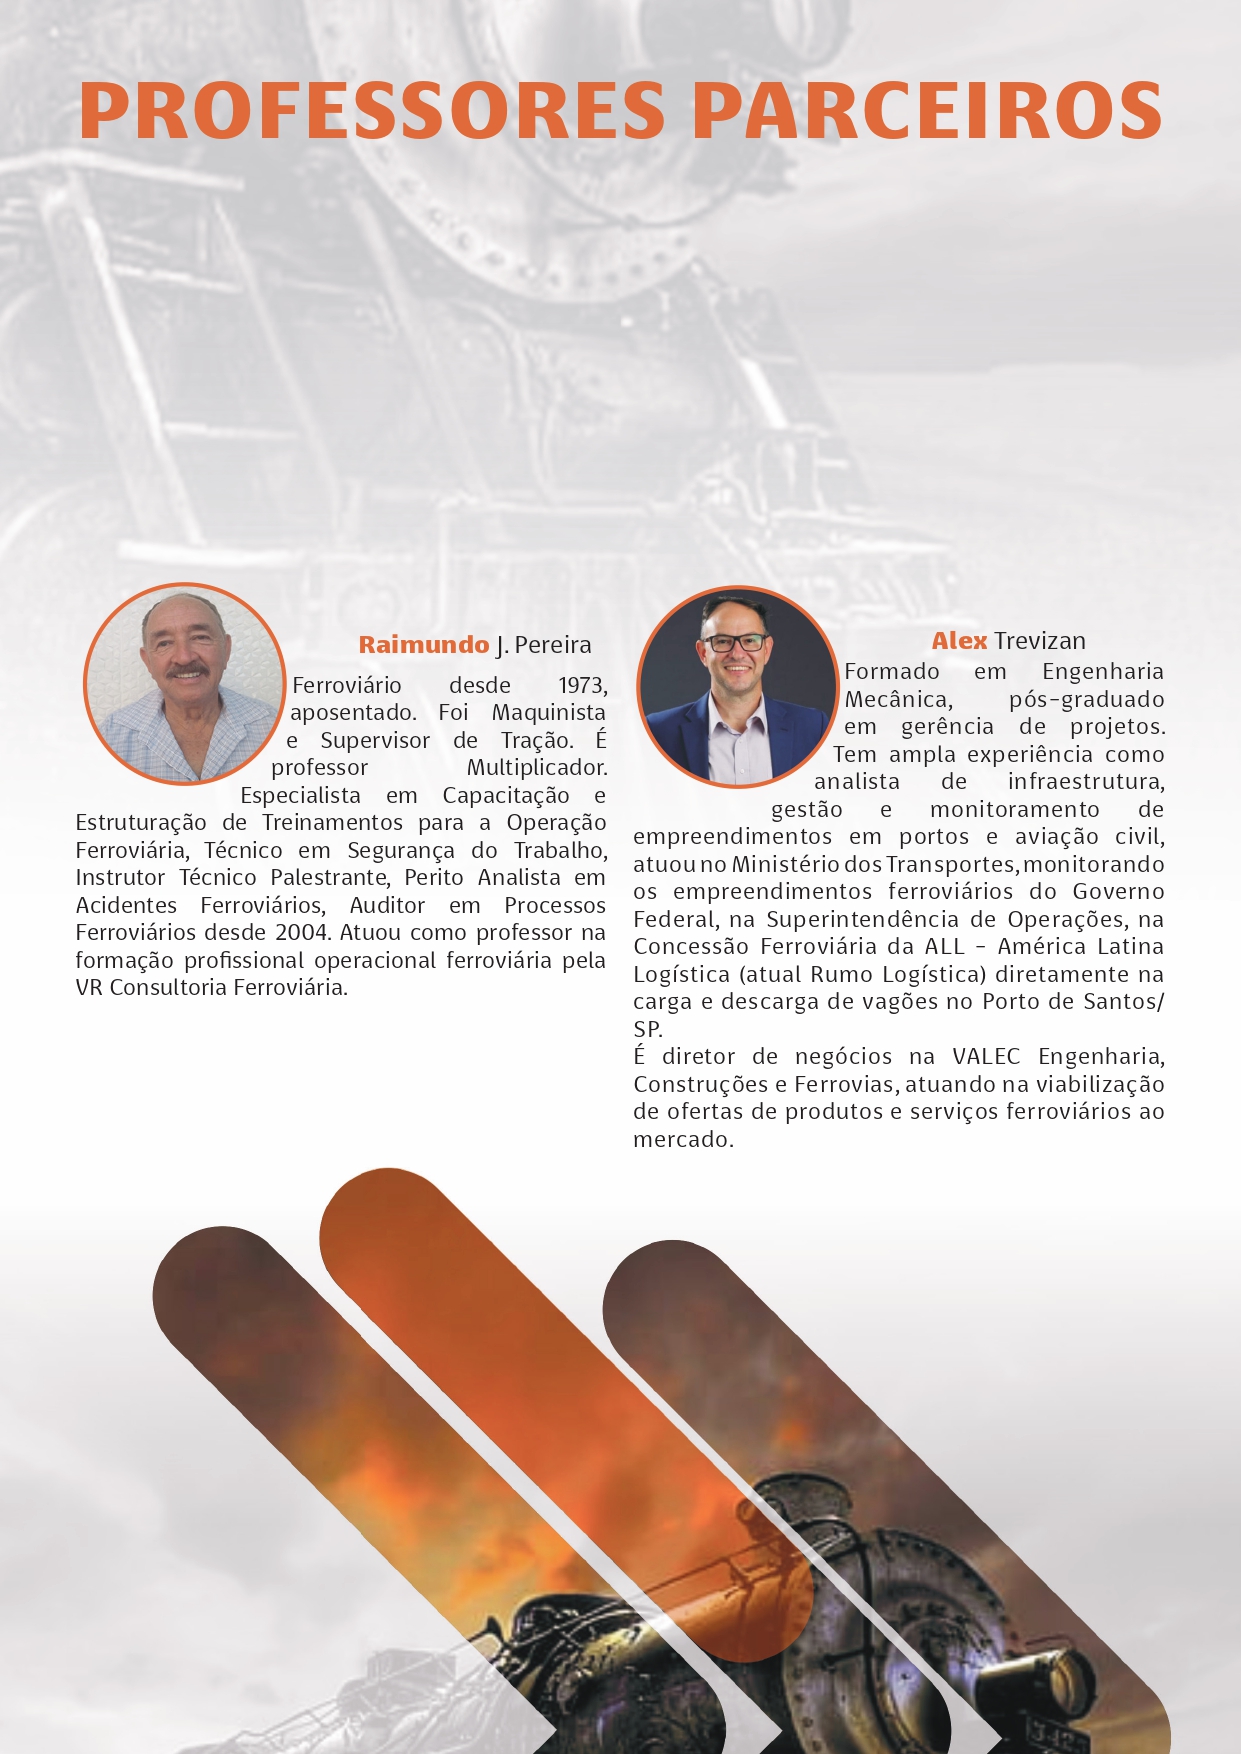 PROFESSORES PARCEIROS
Raimundo J. Pereira
Ferroviário desde 1973,
aposentado. Foi Maquinista
e Supervisor de Tração. É
professor Multiplicador.
Especialista em Capacitação e
Estruturação de Treinamentos para a Operação
Ferroviária, Técnico em Segurança do Trabalho,
Instrutor Técnico Palestrante, Perito Analista em
Acidentes Ferroviários, Auditor em Processos
Ferroviários desde 2004. Atuou como professor na
formação profissional operacional ferroviária pela
VR Consultoria Ferroviária.
Alex Trevizan
Formado em Engenharia
Mecânica, pós-graduado
em gerência de projetos.
Tem ampla experiência como
analista de infraestrutura,
gestão e monitoramento de
empreendimentos em portos e aviação civil,
atuou no Ministério dos Transportes, monitorando
os empreendimentos ferroviários do Governo
Federal, na Superintendência de Operações, na
Concessão Ferroviária da ALL - América Latina
Logística (atual Rumo Logística) diretamente na
carga e descarga de vagões no Porto de Santos/
SP.
É diretor de negócios na VALEC Engenharia,
Construções e Ferrovias, atuando na viabilização
de ofertas de produtos e serviços ferroviários ao
mercado.